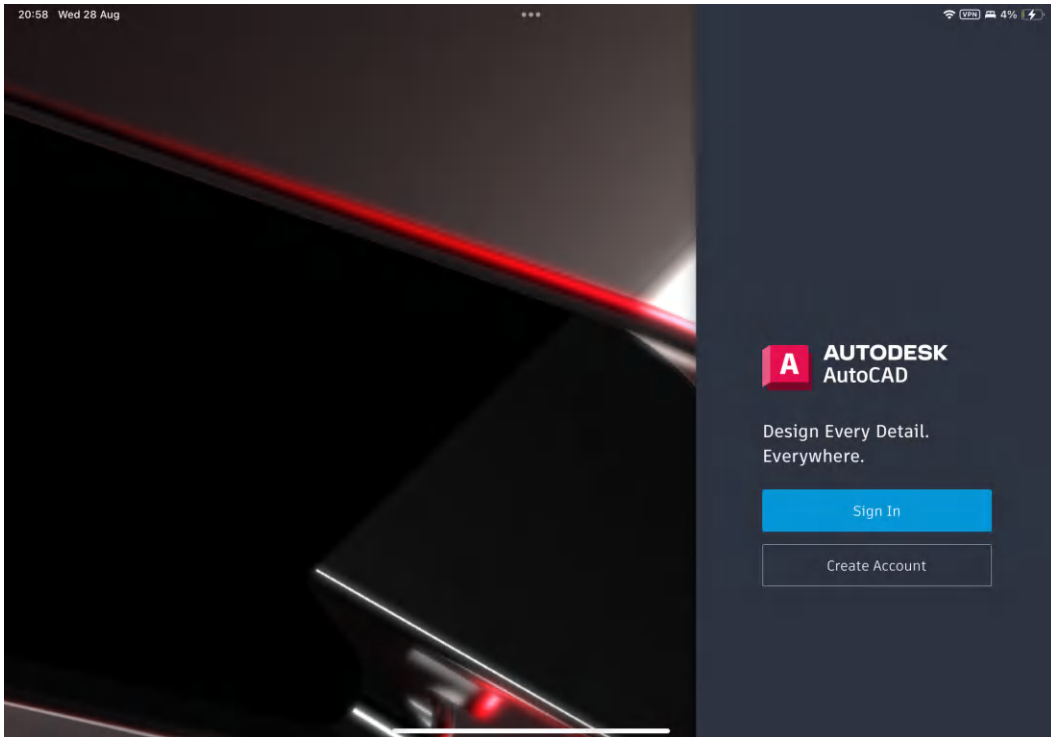 20:58 Wed 28 Aug
VPN 4%
A
AUTODESK
AutoCAD
Design Every Detail.
Everywhere.
Sign In
Create Account